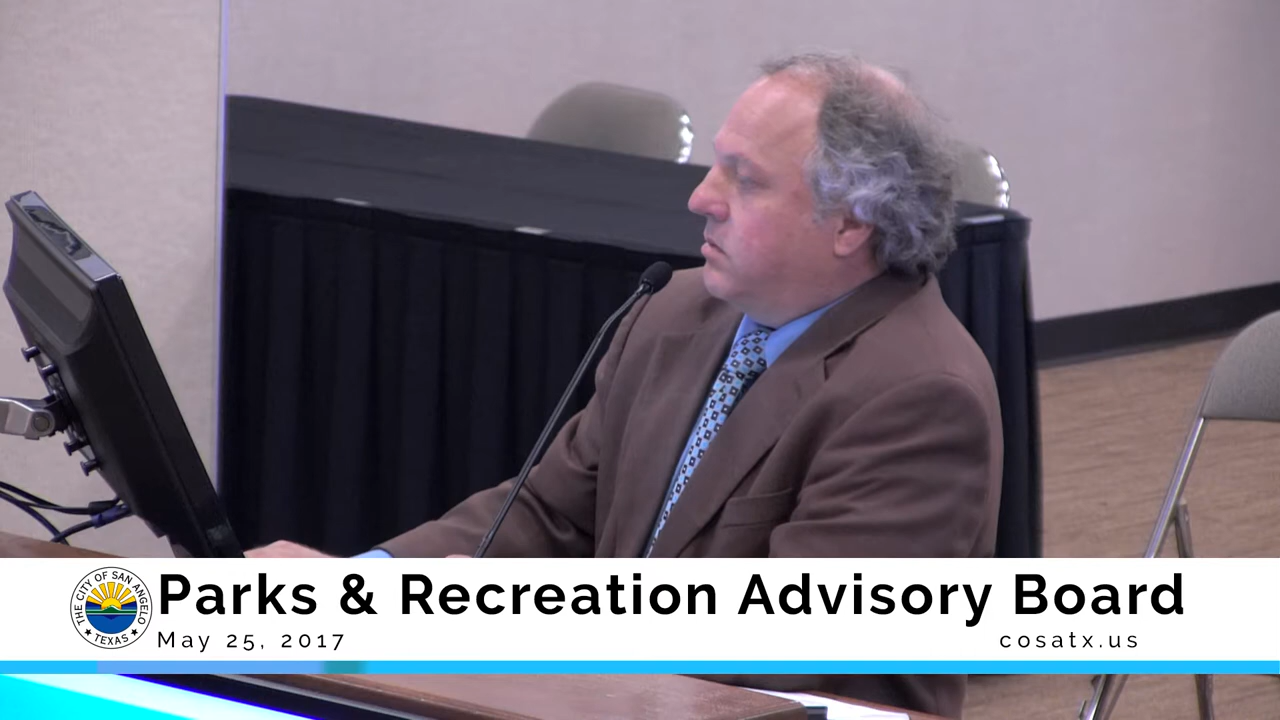 Parks & Recreation Advisory Board
THE CITY OF SAN ANGELO
★ TEXAS ★
May 25, 2017
cosatx.us